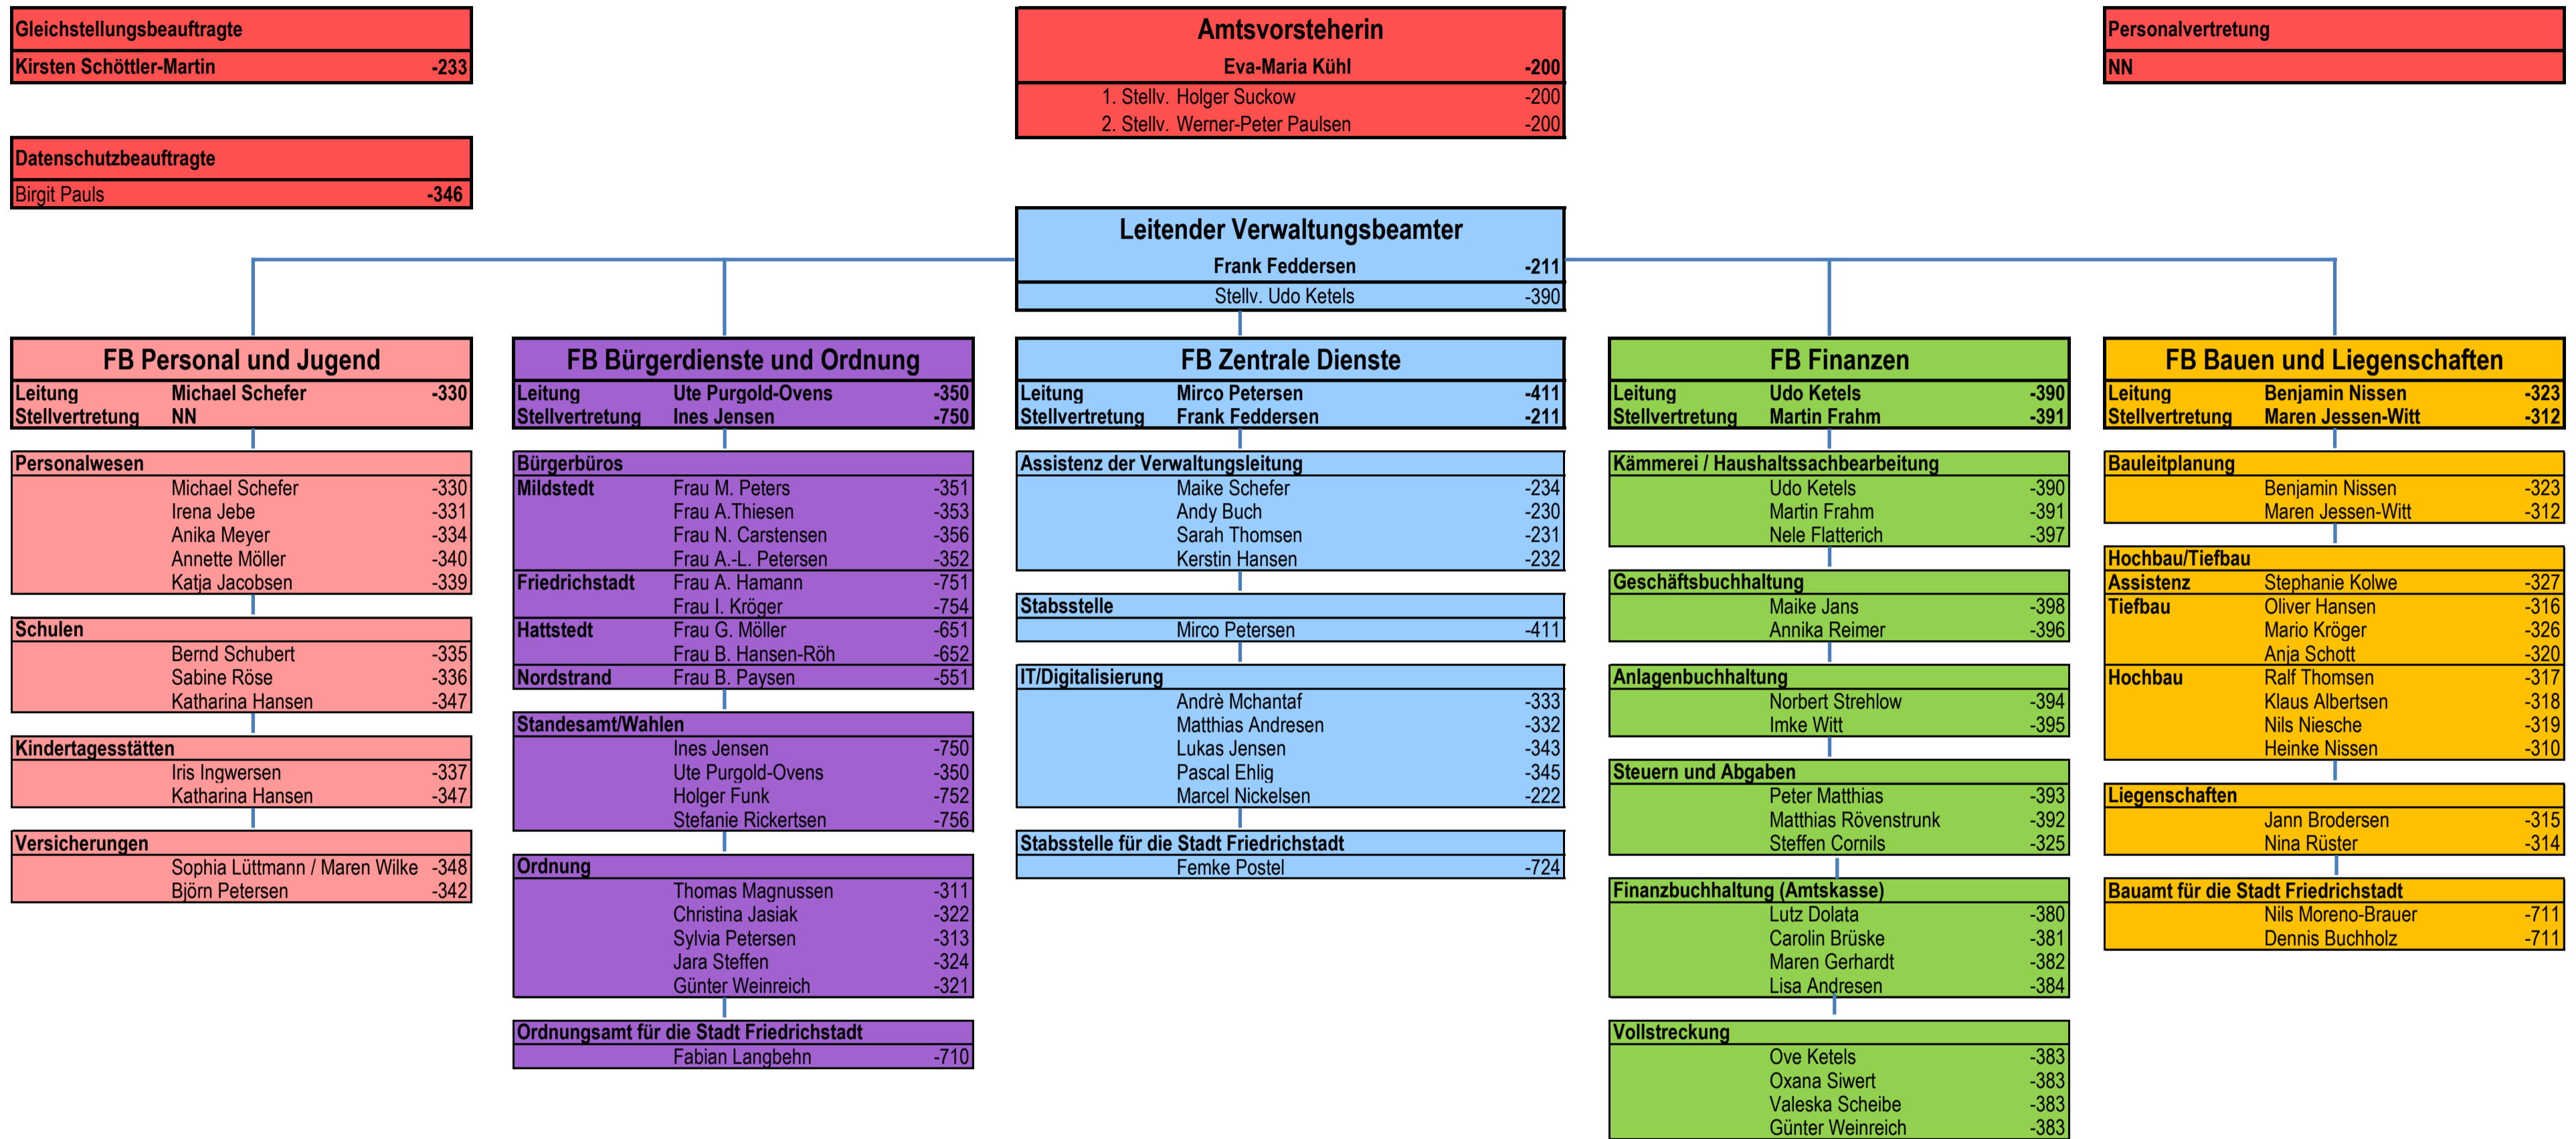 Gleichstellungsbeauftragte
Kirsten Schöttler-Martin -233
Datenschutzbeauftragte
Birgit Pauls -346
Amtsvorsteherin
Eva-Maria Kühl -200
1. Stellv. Holger Suckow -200
2. Stellv. Werner-Peter Paulsen -200
Personalvertretung
NN
Leitender Verwaltungsbeamter
Frank Feddersen -211
Stellv. Udo Ketels -390
FB Personal und Jugend
Leitung Michael Schefer -330
Stellvertretung NN
Personalwesen
Michael Schefer -330
Irena Jebe -331
Anika Meyer -334
Annette Möller -340
Katja Jacobsen -339
Schulen
Bernd Schubert -335
Sabine Röse -336
Katharina Hansen -347
Kindertagesstätten
Iris Ingwersen -337
Katharina Hansen -347
Versicherungen
Sophia Lüttmann / Maren Wilke -348
Björn Petersen -342
FB Bürgerdienste und Ordnung
Leitung Ute Purgold-Ovens -350
Stellvertretung Ines Jensen -750
Bürgerbüros
Mildstedt Frau M. Peters -351
Frau A.Thiesen -353
Frau N. Carstensen -356
Frau A.-L. Petersen -352
Friedrichstadt Frau A. Hamann -751
Frau I. Kröger -754
Hattstedt Frau G. Möller -651
Frau B. Hansen-Röh -652
Nordstrand Frau B. Paysen -551
Standesamt/Wahlen
Ines Jensen -750
Ute Purgold-Ovens -350
Holger Funk -752
Stefanie Rickertsen -756
Ordnung
Thomas Magnussen -311
Christina Jasiak -322
Sylvia Petersen -313
Jara Steffen -324
Günter Weinreich -321
Ordnungsamt für die Stadt Friedrichstadt
Fabian Langbehn -710
FB Zentrale Dienste
Leitung Mirco Petersen -411
Stellvertretung Frank Feddersen -211
Assistenz der Verwaltungsleitung
Maike Schefer -234
Andy Buch -230
Sarah Thomsen -231
Kerstin Hansen -232
Stabsstelle
Mirco Petersen -411
IT/Digitalisierung
Andrè Mchantaf -333
Matthias Andresen -332
Lukas Jensen -343
Pascal Ehlig -345
Marcel Nickelsen -222
Stabsstelle für die Stadt Friedrichstadt
Femke Postel -724
FB Finanzen
Leitung Udo Ketels -390
Stellvertretung Martin Frahm -391
Kämmerei / Haushaltssachbearbeitung
Udo Ketels -390
Martin Frahm -391
Nele Flatterich -397
Geschäftsbuchhaltung
Maike Jans -398
Annika Reimer -396
Anlagenbuchhaltung
Norbert Strehlow -394
Imke Witt -395
Steuern und Abgaben
Peter Matthias -393
Matthias Rövenstrunk -392
Steffen Cornils -325
Finanzbuchhaltung (Amtskasse)
Lutz Dolata -380
Carolin Brüske -381
Maren Gerhardt -382
Lisa Andresen -384
Vollstreckung
Ove Ketels -383
Oxana Siwert -383
Valeska Scheibe -383
Günter Weinreich -383
FB Bauen und Liegenschaften
Leitung Benjamin Nissen -323
Stellvertretung Maren Jessen-Witt -312
Bauleitplanung
Benjamin Nissen -323
Maren Jessen-Witt -312
Hochbau/Tiefbau
Assistenz Stephanie Kolwe -327
Tiefbau Oliver Hansen -316
Mario Kröger -326
Anja Schott -320
Hochbau Ralf Thomsen -317
Klaus Albertsen -318
Nils Niesche -319
Heinke Nissen -310
Liegenschaften
Jann Brodersen -315
Nina Rüster -314
Bauamt für die Stadt Friedrichstadt
Nils Moreno-Brauer -711
Dennis Buchholz -711